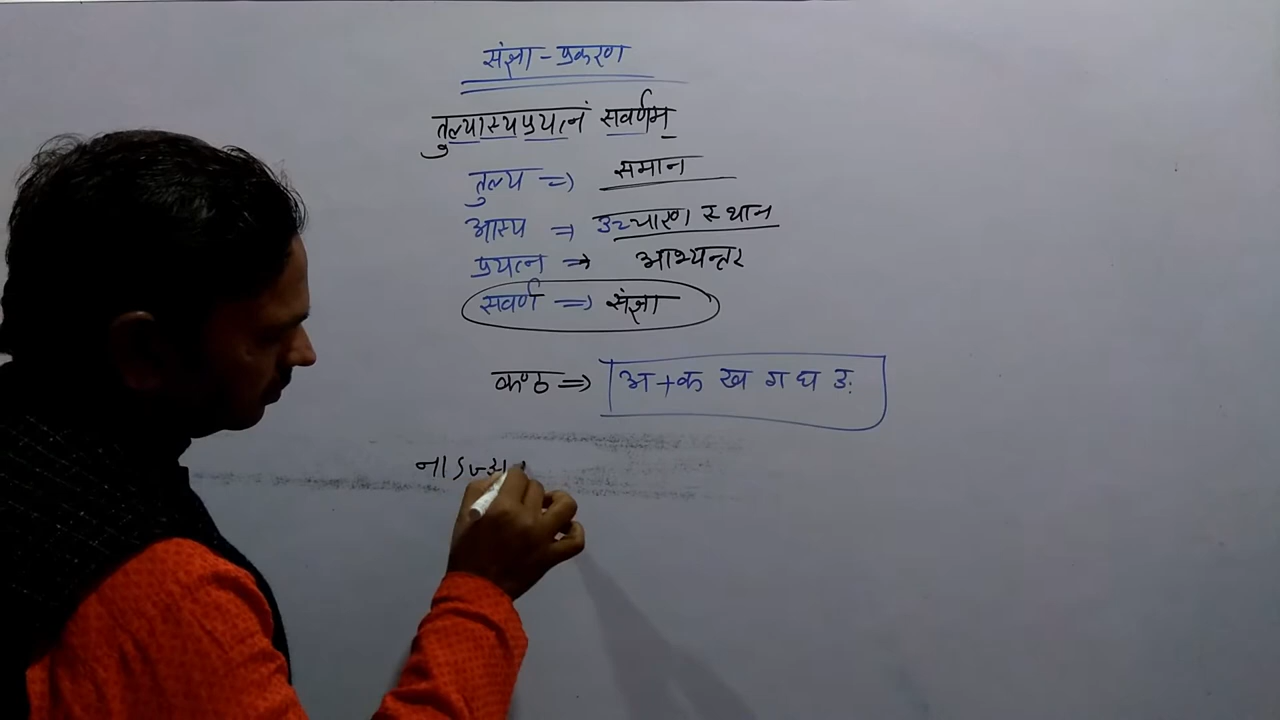 संज्ञा - प्रकरण
तुल्यास्यप्रयत्नं सवर्णम्
तुल्य => समान
आस्य => उच्चारण स्थान
प्रयत्न => आभ्यन्तर
सवर्ण => संज्ञा
कण्ठ => अ + क ख ग घ ङ